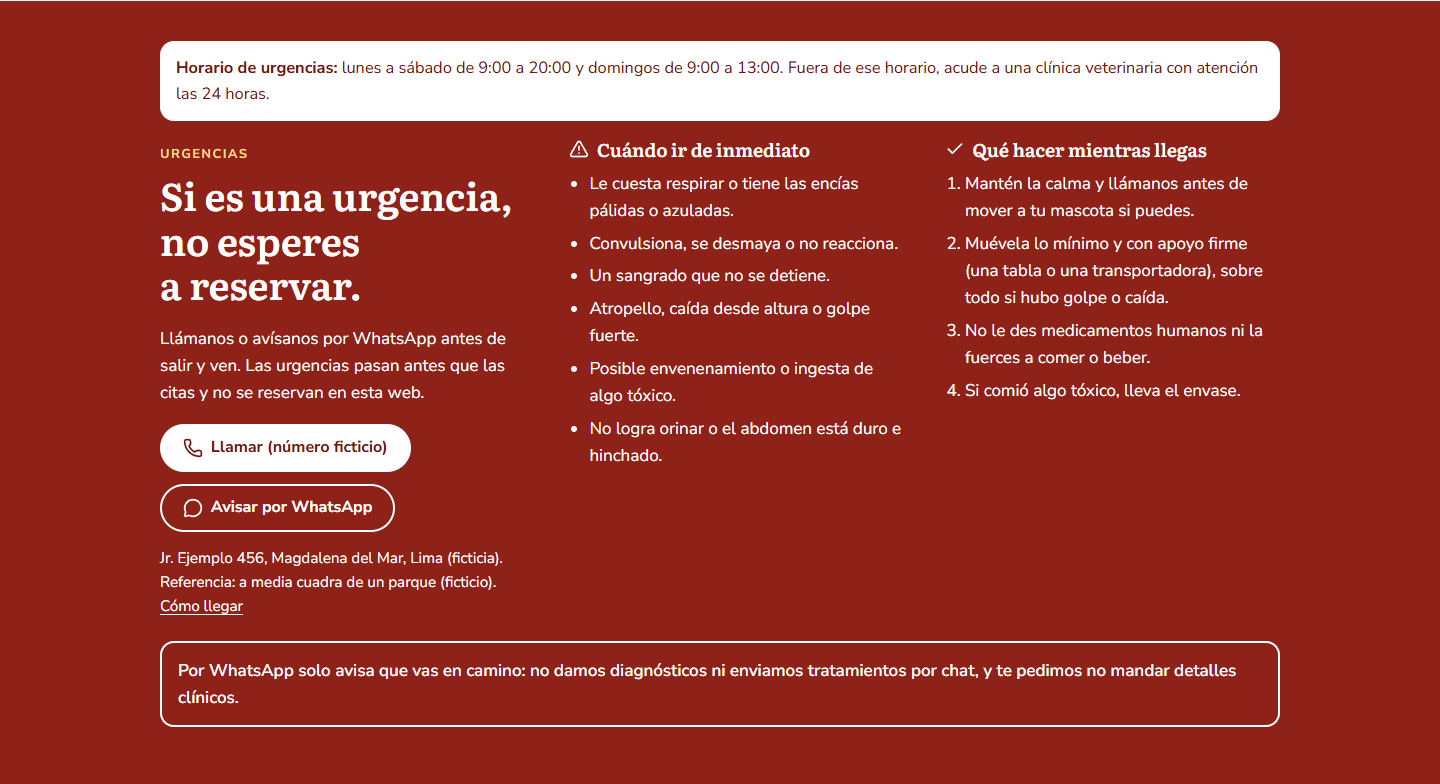 Horario de urgencias: lunes a sábado de 9:00 a 20:00 y domingos de 9:00 a 13:00. Fuera de ese horario, acude a una clínica veterinaria con atención
las 24 horas.
URGENCIAS
Si es una urgencia,
no esperes
a reservar.
Llámanos o avísanos por WhatsApp antes de
salir y ven. Las urgencias pasan antes que las
citas y no se reservan en esta web.
Llamar (número ficticio)
Avisar por WhatsApp
Jr. Ejemplo 456, Magdalena del Mar, Lima (ficticia).
Referencia: a media cuadra de un parque (ficticio).
Cómo llegar
Cuándo ir de inmediato
• Le cuesta respirar o tiene las encías
pálidas o azuladas.
• Convulsiona, se desmaya o no reacciona.
• Un sangrado que no se detiene.
• Atropello, caída desde altura o golpe
fuerte.
• Posible envenenamiento o ingesta de
algo tóxico.
• No logra orinar o el abdomen está duro e
hinchado.
Qué hacer mientras llegas
1. Mantén la calma y llámanos antes de
mover a tu mascota si puedes.
2. Muévela lo mínimo y con apoyo firme
(una tabla o una transportadora), sobre
todo si hubo golpe o caída.
3. No le des medicamentos humanos ni la
fuerces a comer o beber.
4. Si comió algo tóxico, lleva el envase.
Por WhatsApp solo avisa que vas en camino: no damos diagnósticos ni enviamos tratamientos por chat, y te pedimos no mandar detalles
clínicos.